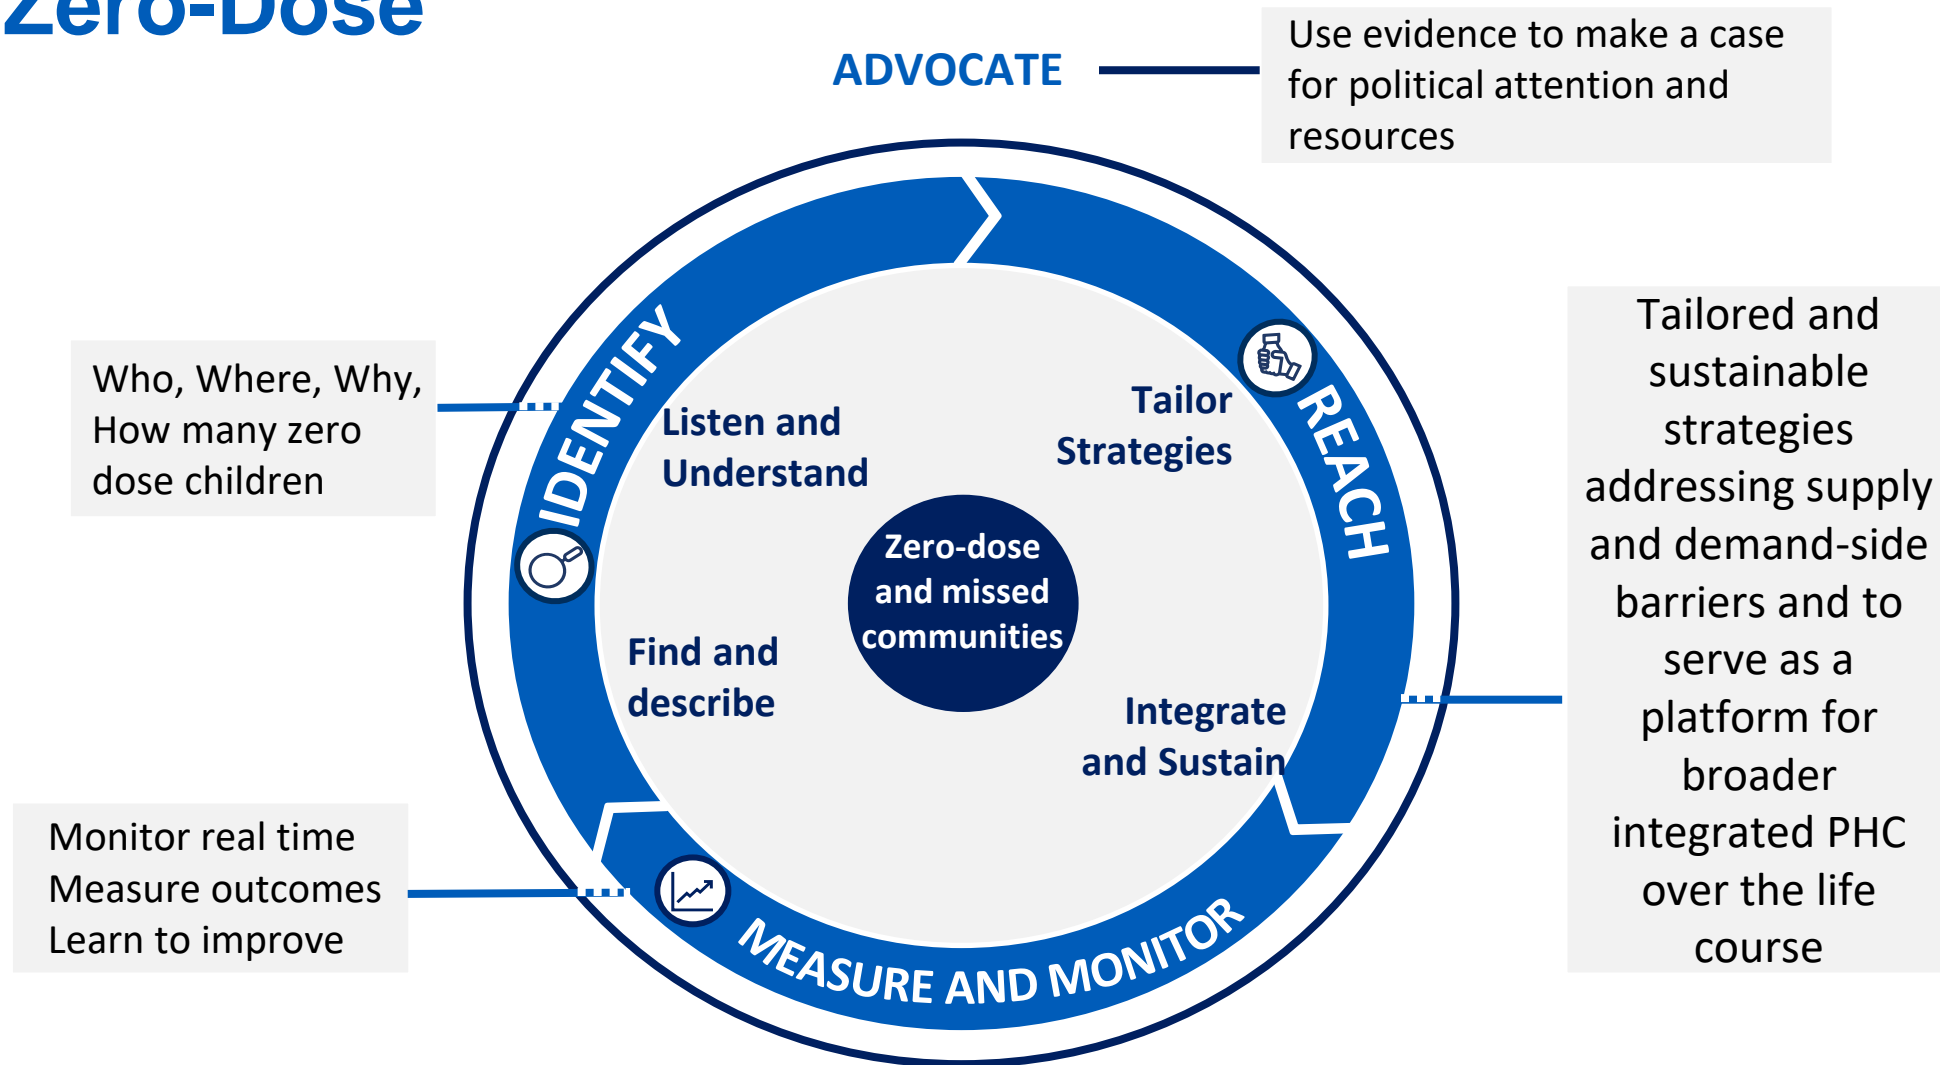 Zero-Dose
ADVOCATE
Use evidence to make a case
for political attention and
resources
IDENTIFY
Who, Where, Why,
How many zero
dose children
Listen and
Understand
Tailor
Strategies
REACH
Tailored and
sustainable
strategies
addressing supply
and demand-side
barriers and to
serve as a
platform for
broader
integrated PHC
over the life
course
Zero-dose
and missed
communities
Find and
describe
Integrate
and Sustain
Monitor real time
Measure outcomes
Learn to improve
MEASURE AND MONITOR